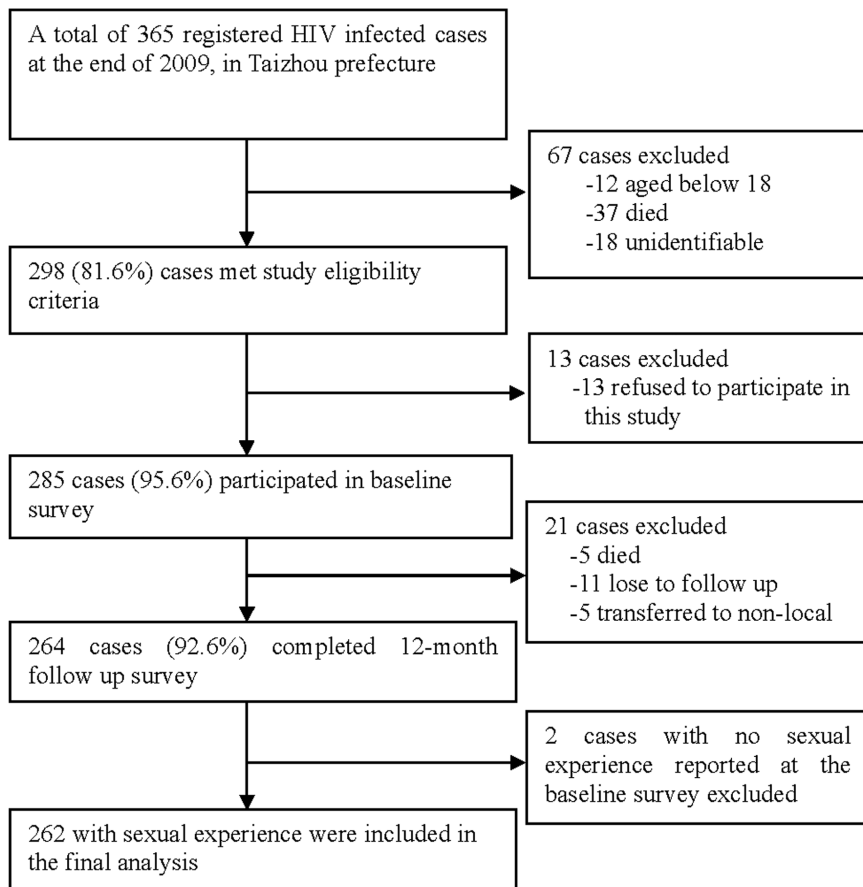 A total of 365 registered HIV infected cases
at the end of 2009, in Taizhou prefecture
67 cases excluded
-12 aged below 18
-37 died
-18 unidentifiable
298 (81.6%) cases met study eligibility
criteria
13 cases excluded
-13 refused to participate in
this study
285 cases (95.6%) participated in baseline
survey
21 cases excluded
-5 died
-11 lose to follow up
-5 transferred to non-local
264 cases (92.6%) completed 12-month
follow up survey
2 cases with no sexual
experience reported at the
baseline survey excluded
262 with sexual experience were included in
the final analysis